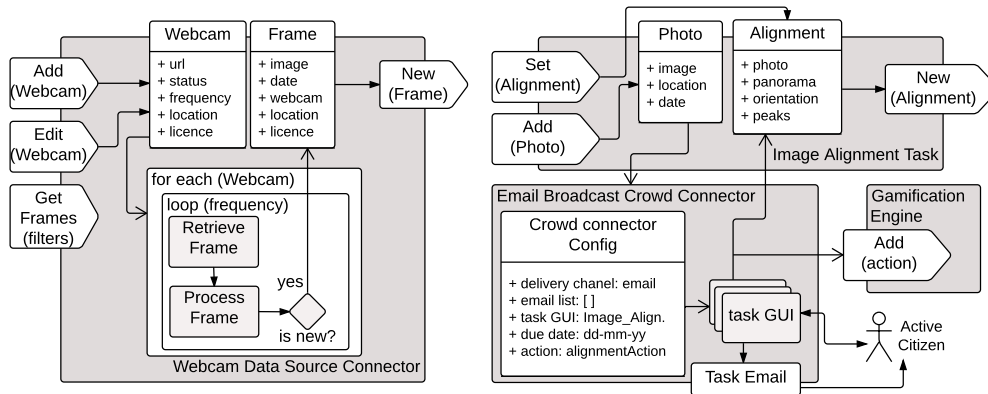 Webcam
+ url
+ status
+ frequency
+ location
+ licence
Frame
+ image
+ date
+ webcam
+ location
+ licence
Add
(Webcam)
Edit
(Webcam)
Get
Frames
(filters)
New
(Frame)
for each (Webcam)
loop (frequency)
Retrieve
Frame
Process
Frame
yes
is new?
Webcam Data Source Connector
Set
(Alignment)
Add
(Photo)
Photo
+ image
+ location
+ date
Alignment
+ photo
+ panorama
+ orientation
+ peaks
New
(Alignment)
Image Alignment Task
Email Broadcast Crowd Connector
Crowd connector
Config
+ delivery chanel: email
+ email list: [ ]
+ task GUI: Image_Align.
+ due date: dd-mm-yy
+ action: alignmentAction
task GUI
Task Email
Gamification
Engine
Add
(action)
Active
Citizen